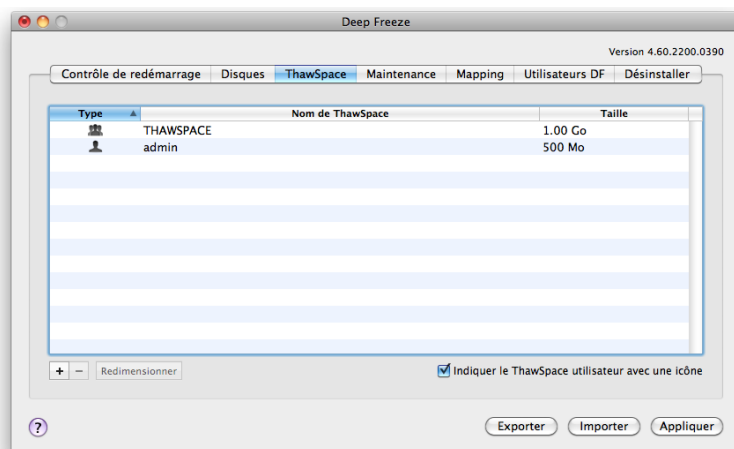 Deep Freeze
Version 4.60.2200.0390
Contrôle de redémarrage Disques ThawSpace Maintenance Mapping Utilisateurs DF Désinstaller
Type Nom de ThawSpace Taille
THAWSPACE 1.00 Go
admin 500 Mo
+ − Redimensionner Indiquer le ThawSpace utilisateur avec une icône
? Exporter Importer Appliquer